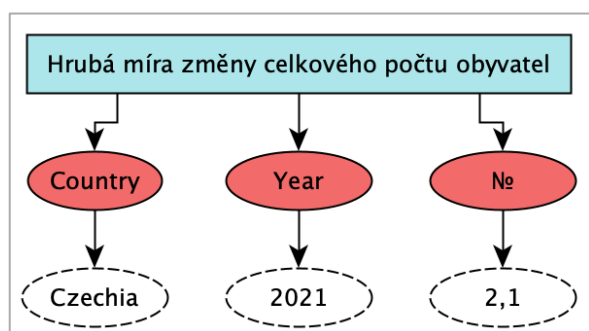 Hrubá míra změny celkového počtu obyvatel
Country Year №
Czechia 2021 2,1